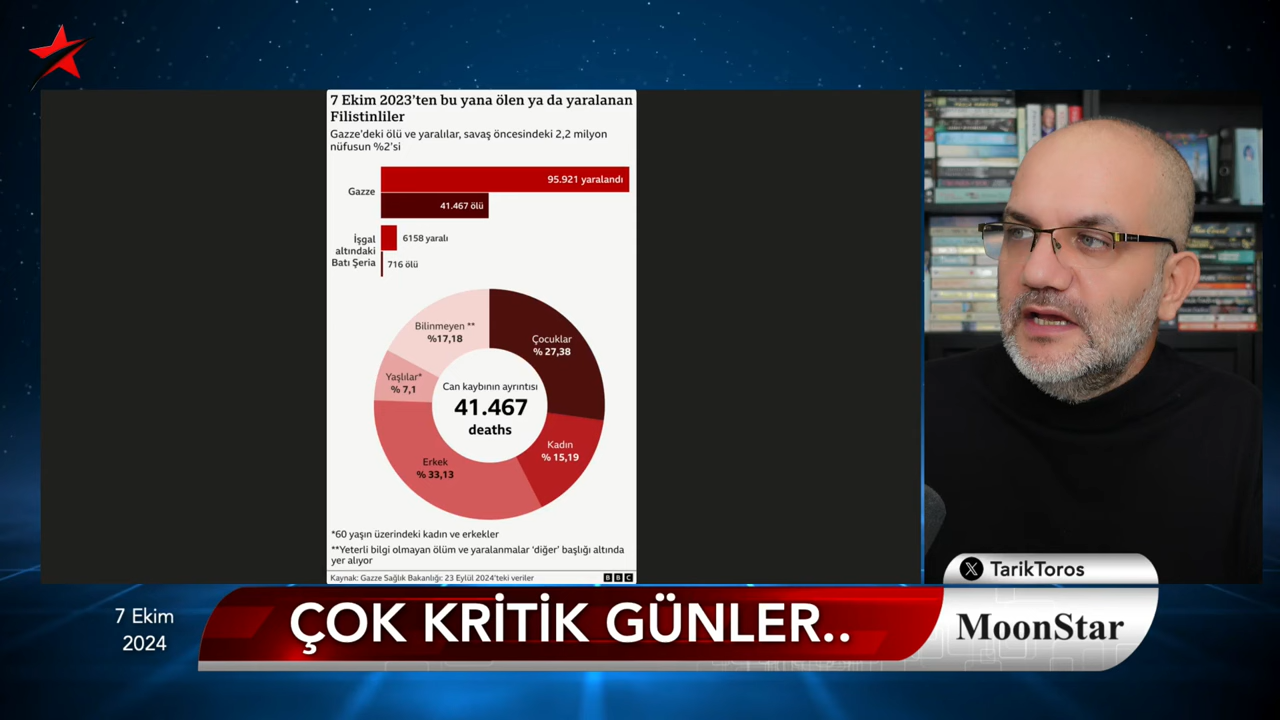 7 Ekim 2023'ten bu yana ölen ya da yaralanan
Filistinliler
Gazze'deki ölü ve yaralılar, savaş öncesindeki 2,2 milyon
nüfusun %2'si
Gazze
95.921 yaralandı
41.467 ölü
İşgal
altındaki
Batı Şeria
6158 yaralı
716 ölü
Bilinmeyen **
%17,18
Çocuklar
% 27,38
Yaşlılar*
% 7,1
Can kaybının ayrıntısı
41.467
deaths
Kadın
% 15,19
Erkek
% 33,13
*60 yaşın üzerindeki kadın ve erkekler
**Yeterli bilgi olmayan ölüm ve yaralanmalar 'diğer' başlığı altında
yer alıyor
Kaynak: Gazze Sağlık Bakanlığı: 23 Eylül 2024'teki veriler
BBC
X TarikToros
MoonStar
7 Ekim
2024
ÇOK KRİTİK GÜNLER..